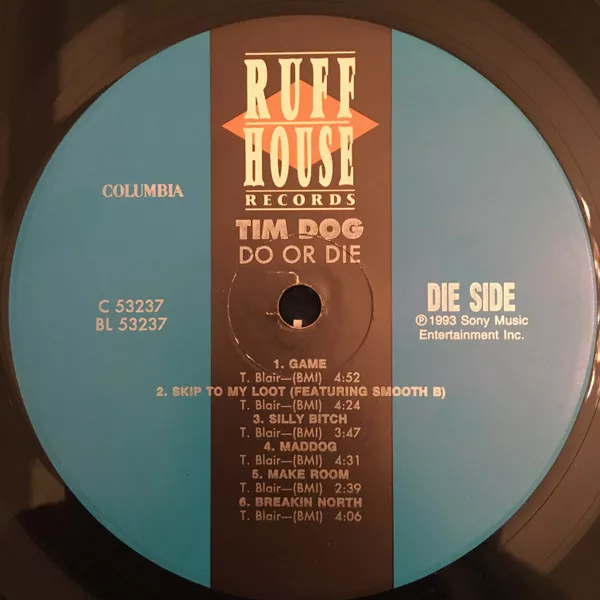 RUFF
HOUSE
RECORDS
COLUMBIA
TIM DOG
DO OR DIE
C 53237
BL 53237
DIE SIDE
℗1993 Sony Music
Entertainment Inc.
1. GAME
T. Blair—(BMI) 4:52
2. SKIP TO MY LOOT (FEATURING SMOOTH B)
T. Blair—(BMI) 4:24
3. SILLY BITCH
T. Blair—(BMI) 3:47
4. MADDOG
T. Blair—(BMI) 4:31
5. MAKE ROOM
T. Blair—(BMI) 2:39
6. BREAKIN NORTH
T. Blair—(BMI) 4:06